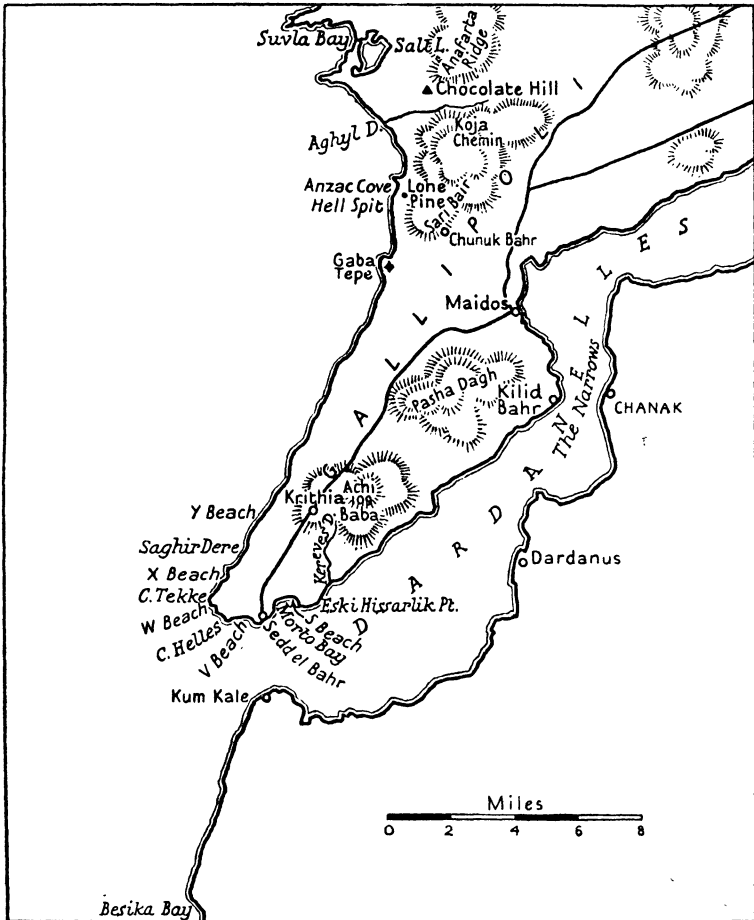 Suvla Bay
Salt L.
Anafarta
Ridge
Chocolate Hill
Aghyl D.
Koja
Chemin
Anzac Cove
Hell Spit
Lone
Pine
Sari Bair
Chunuk Bahr
Gaba
Tepe
Maidos
GALLIPOLI
DARDANELLES
The Narrows
Pasha Dagh
Kilid
Bahr
CHANAK
Achi
Baba
Krithia
Kereves D.
Y Beach
Saghir Dere
X Beach
C. Tekke
W Beach
C. Helles
V Beach
Sedd el Bahr
Morto Bay
S Beach
Eski Hissarlik Pt.
Dardanus
Kum Kale
Miles
0 2 4 6 8
Besika Bay